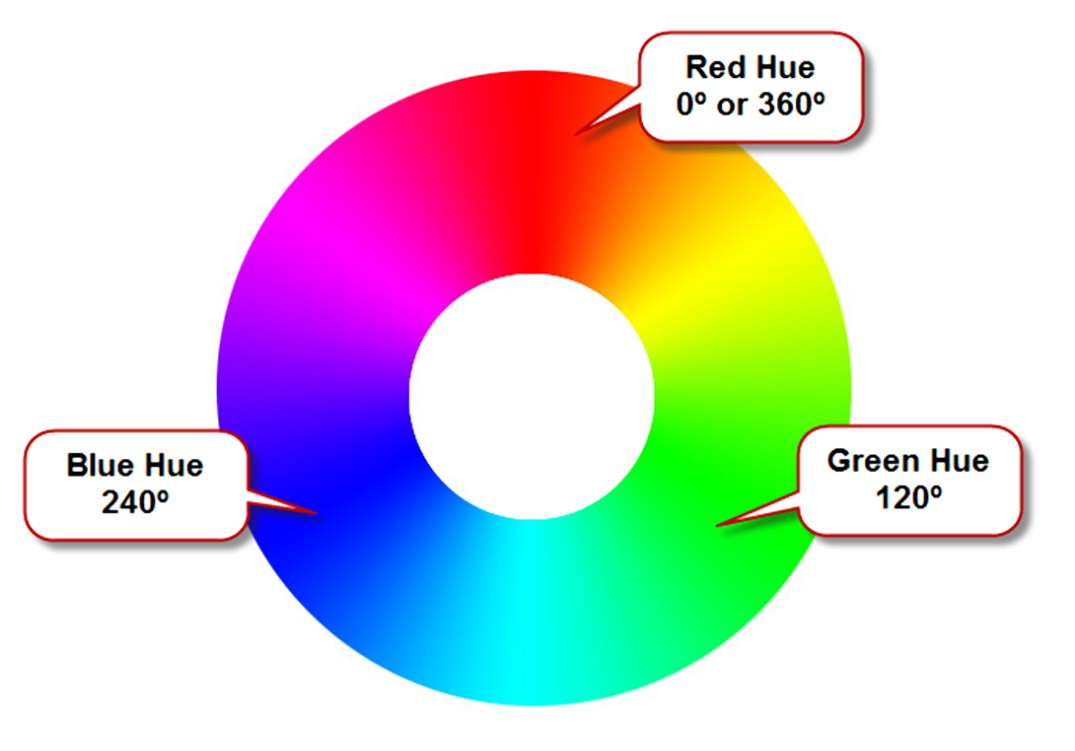 Red Hue
0º or 360º
Blue Hue
240º
Green Hue
120º